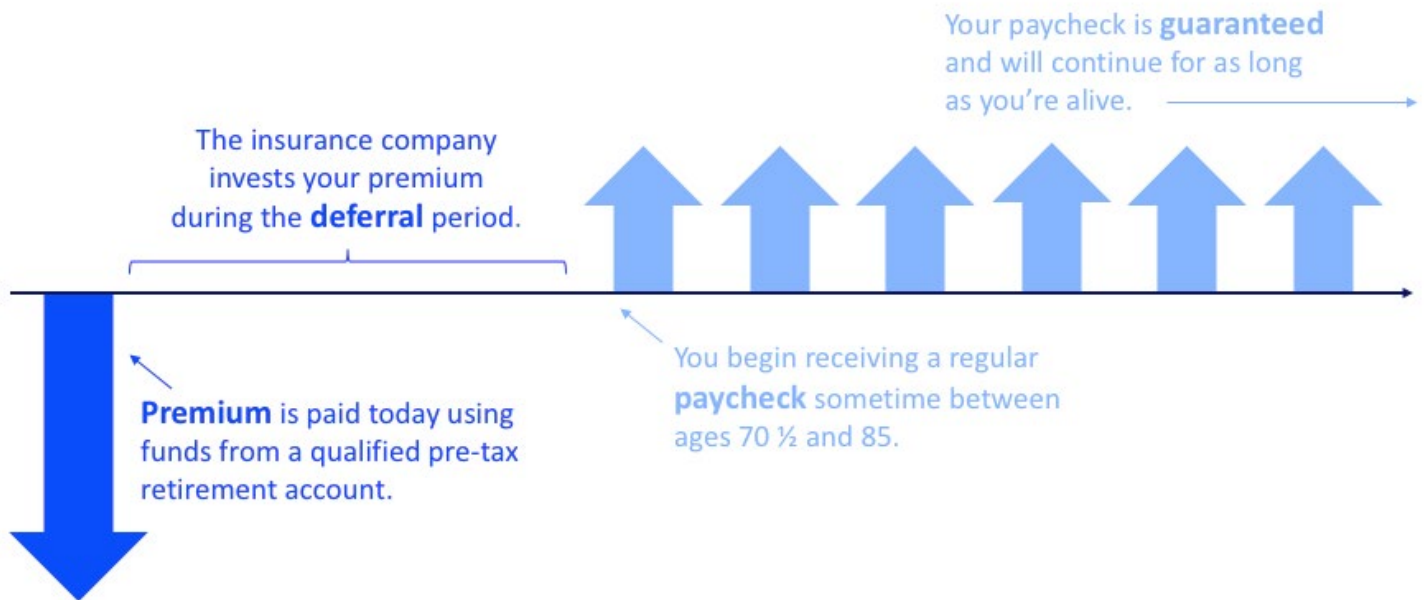 Your paycheck is guaranteed
and will continue for as long
as you’re alive.
The insurance company
invests your premium
during the deferral period.
You begin receiving a regular
paycheck sometime between
ages 70 ½ and 85.
Premium is paid today using
funds from a qualified pre-tax
retirement account.